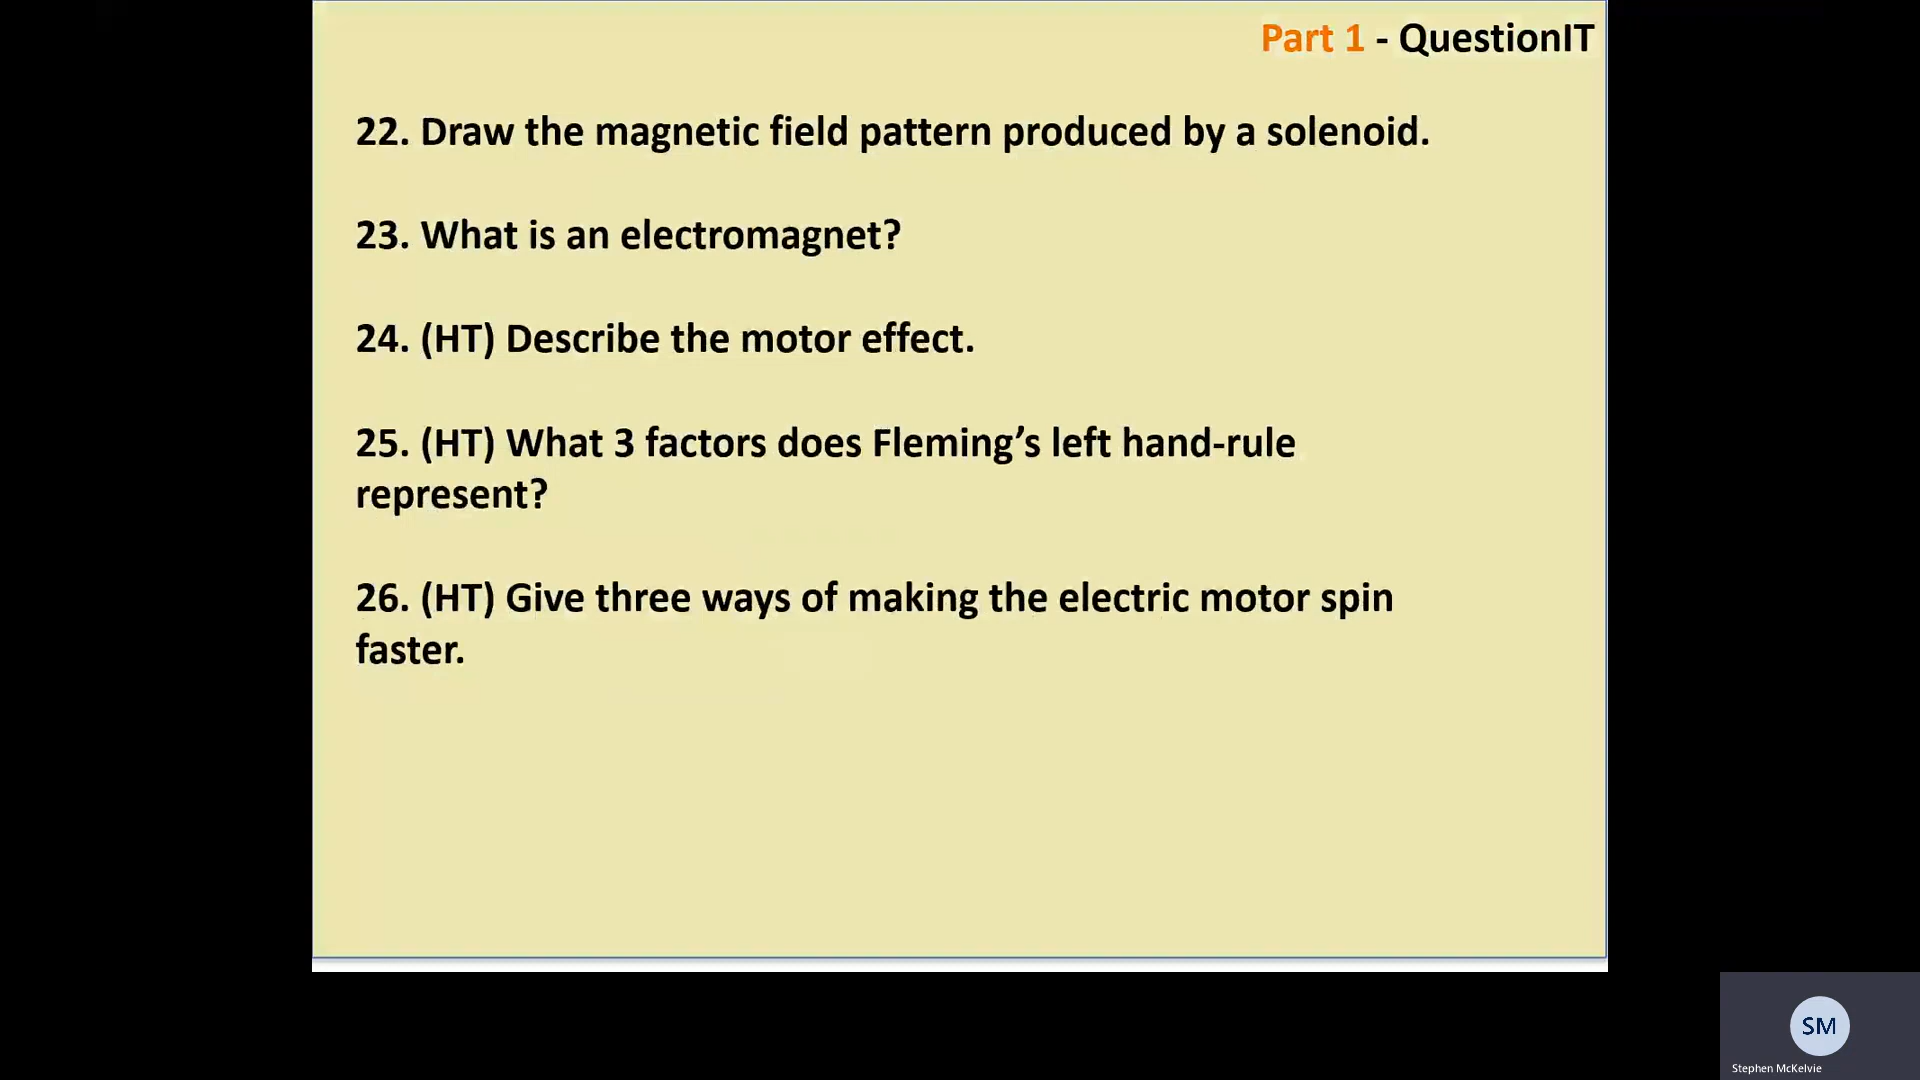 Part 1 - QuestionIT
22. Draw the magnetic field pattern produced by a solenoid.
23. What is an electromagnet?
24. (HT) Describe the motor effect.
25. (HT) What 3 factors does Fleming’s left hand-rule
represent?
26. (HT) Give three ways of making the electric motor spin
faster.
SM
Stephen McKelvie